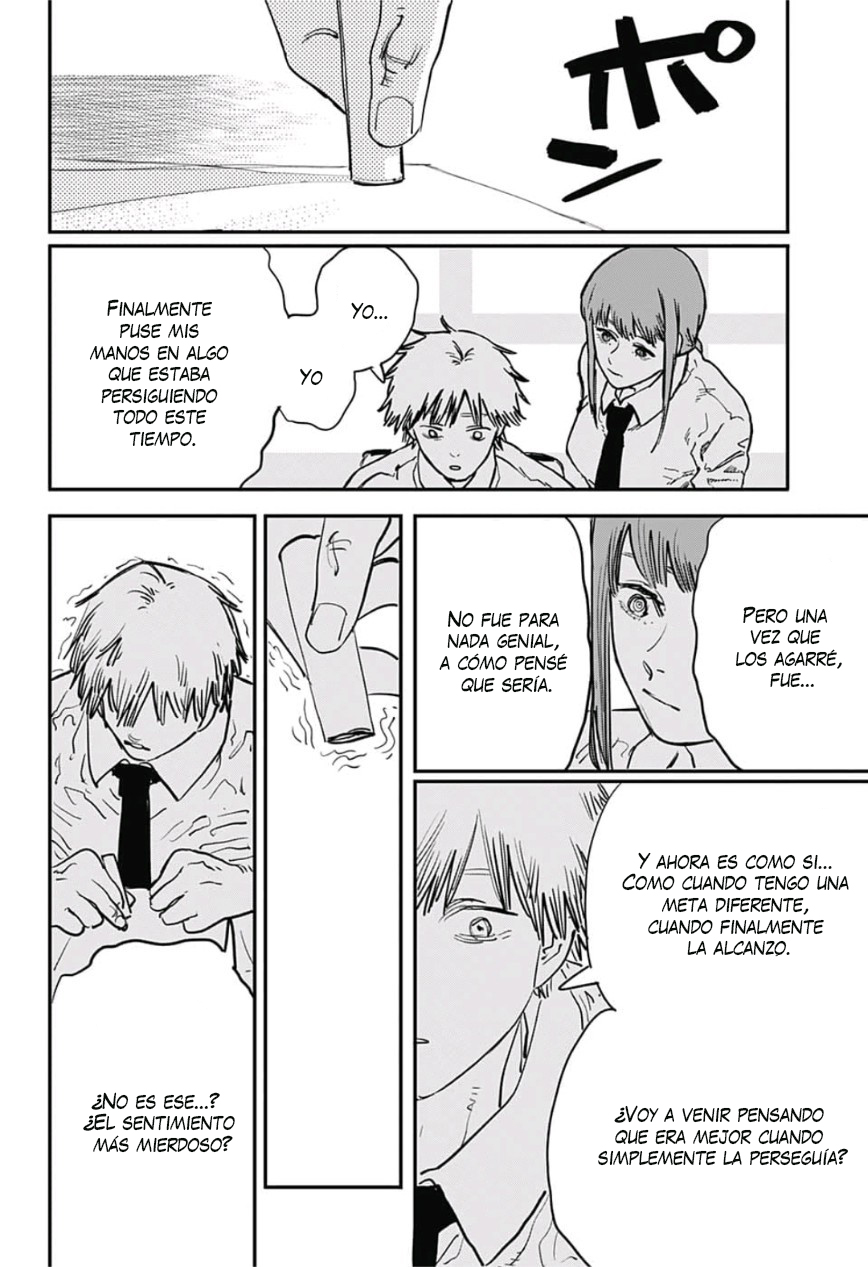 ポン
YO...
YO
FINALMENTE
PUSE MIS
MANOS EN ALGO
QUE ESTABA
PERSIGUIENDO
TODO ESTE
TIEMPO.
PERO UNA
VEZ QUE
LOS AGARRÉ,
FUE...
NO FUE PARA
NADA GENIAL,
A CÓMO PENSÉ
QUE SERÍA.
Y AHORA ES COMO SI...
COMO CUANDO TENGO UNA
META DIFERENTE,
CUANDO FINALMENTE
LA ALCANZO.
¿VOY A VENIR PENSANDO
QUE ERA MEJOR CUANDO
SIMPLEMENTE LA PERSEGUÍA?
¿NO ES ESE...?
¿EL SENTIMIENTO
MÁS MIERDOSO?